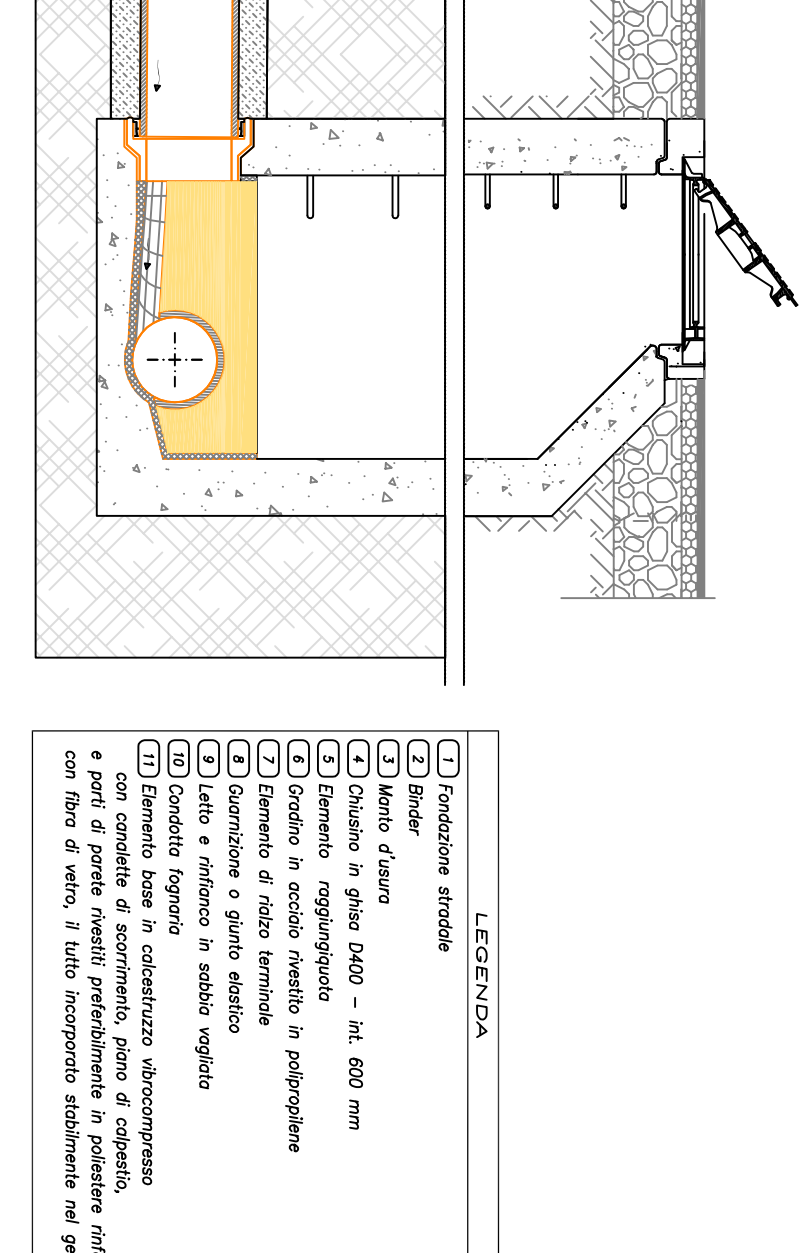 LEGENDA
1 Fondazione stradale
2 Binder
3 Manto d'usura
4 Chiusino in ghisa D400 - int. 600 mm
5 Elemento raggiungiquota
6 Gradino in acciaio rivestito in polipropilene
7 Elemento di rialzo terminale
8 Guarnizione o giunto elastico
9 Letto e rinfianco in sabbia vagliata
10 Condotta fognaria
11 Elemento base in calcestruzzo vibrocompresso
con canalette di scorrimento, piano di calpestio,
e parti di parete rivestiti preferibilmente in poliestere
con fibra di vetro, il tutto incorporato stabilmente nel